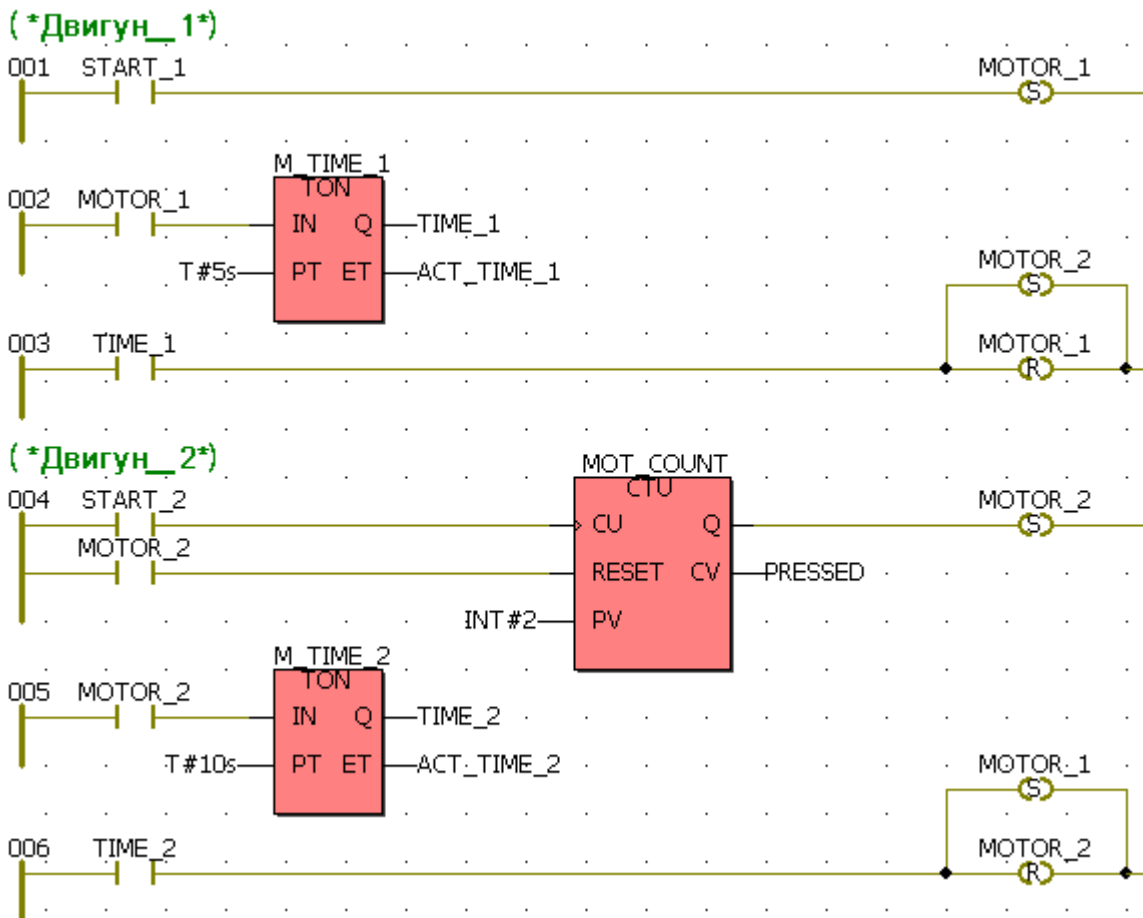 (*Двигун__1*)
001 START_1 MOTOR_1
S
M_TIME_1
TON
002 MOTOR_1 IN Q TIME_1
T#5s PT ET ACT_TIME_1
MOTOR_2
S
003 TIME_1 MOTOR_1
R
(*Двигун__2*)
MOT_COUNT
CTU
004 START_2 MOTOR_2
CU Q S
MOTOR_2
RESET CV PRESSED
INT#2 PV
M_TIME_2
TON
005 MOTOR_2 IN Q TIME_2
T#10s PT ET ACT_TIME_2
MOTOR_1
S
006 TIME_2 MOTOR_2
R